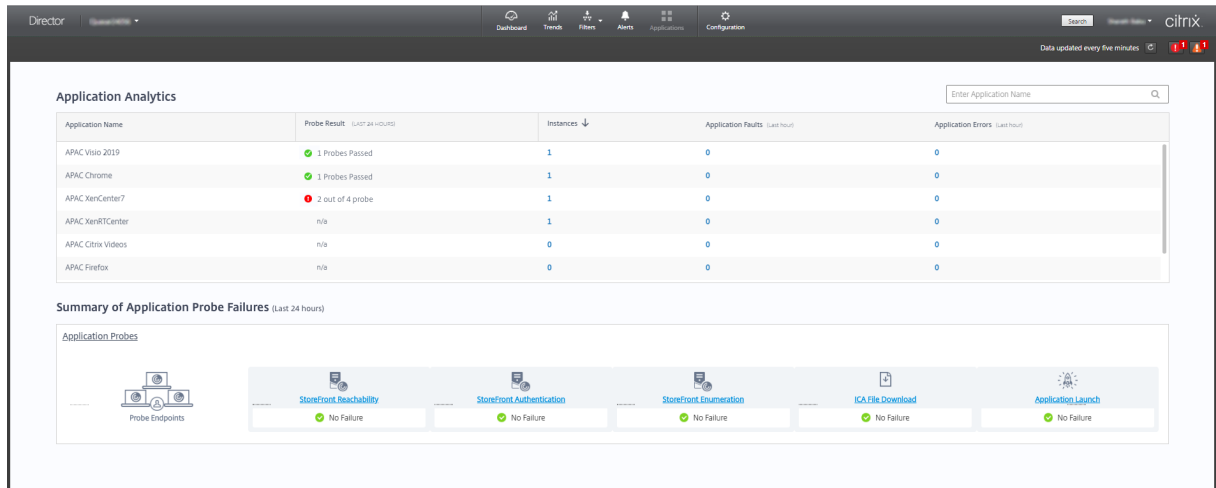 Director
Dashboard Trends Filters Alerts Applications Configuration
Search
citrix
Data updated every five minutes
1 1
Application Analytics
Enter Application Name
Application Name Probe Result (LAST 24 HOURS) Instances Application Faults (Last hour) Application Errors (Last hour)
APAC Visio 2019 1 Probes Passed 1 0 0
APAC Chrome 1 Probes Passed 1 0 0
APAC XenCenter7 2 out of 4 probe 1 0 0
APAC XenRTCenter n/a 1 0 0
APAC Citrix Videos n/a 0 0 0
APAC Firefox n/a 0 0 0
Summary of Application Probe Failures (Last 24 hours)
Application Probes
Probe Endpoints
StoreFront Reachability
No Failure
StoreFront Authentication
No Failure
StoreFront Enumeration
No Failure
ICA File Download
No Failure
Application Launch
No Failure